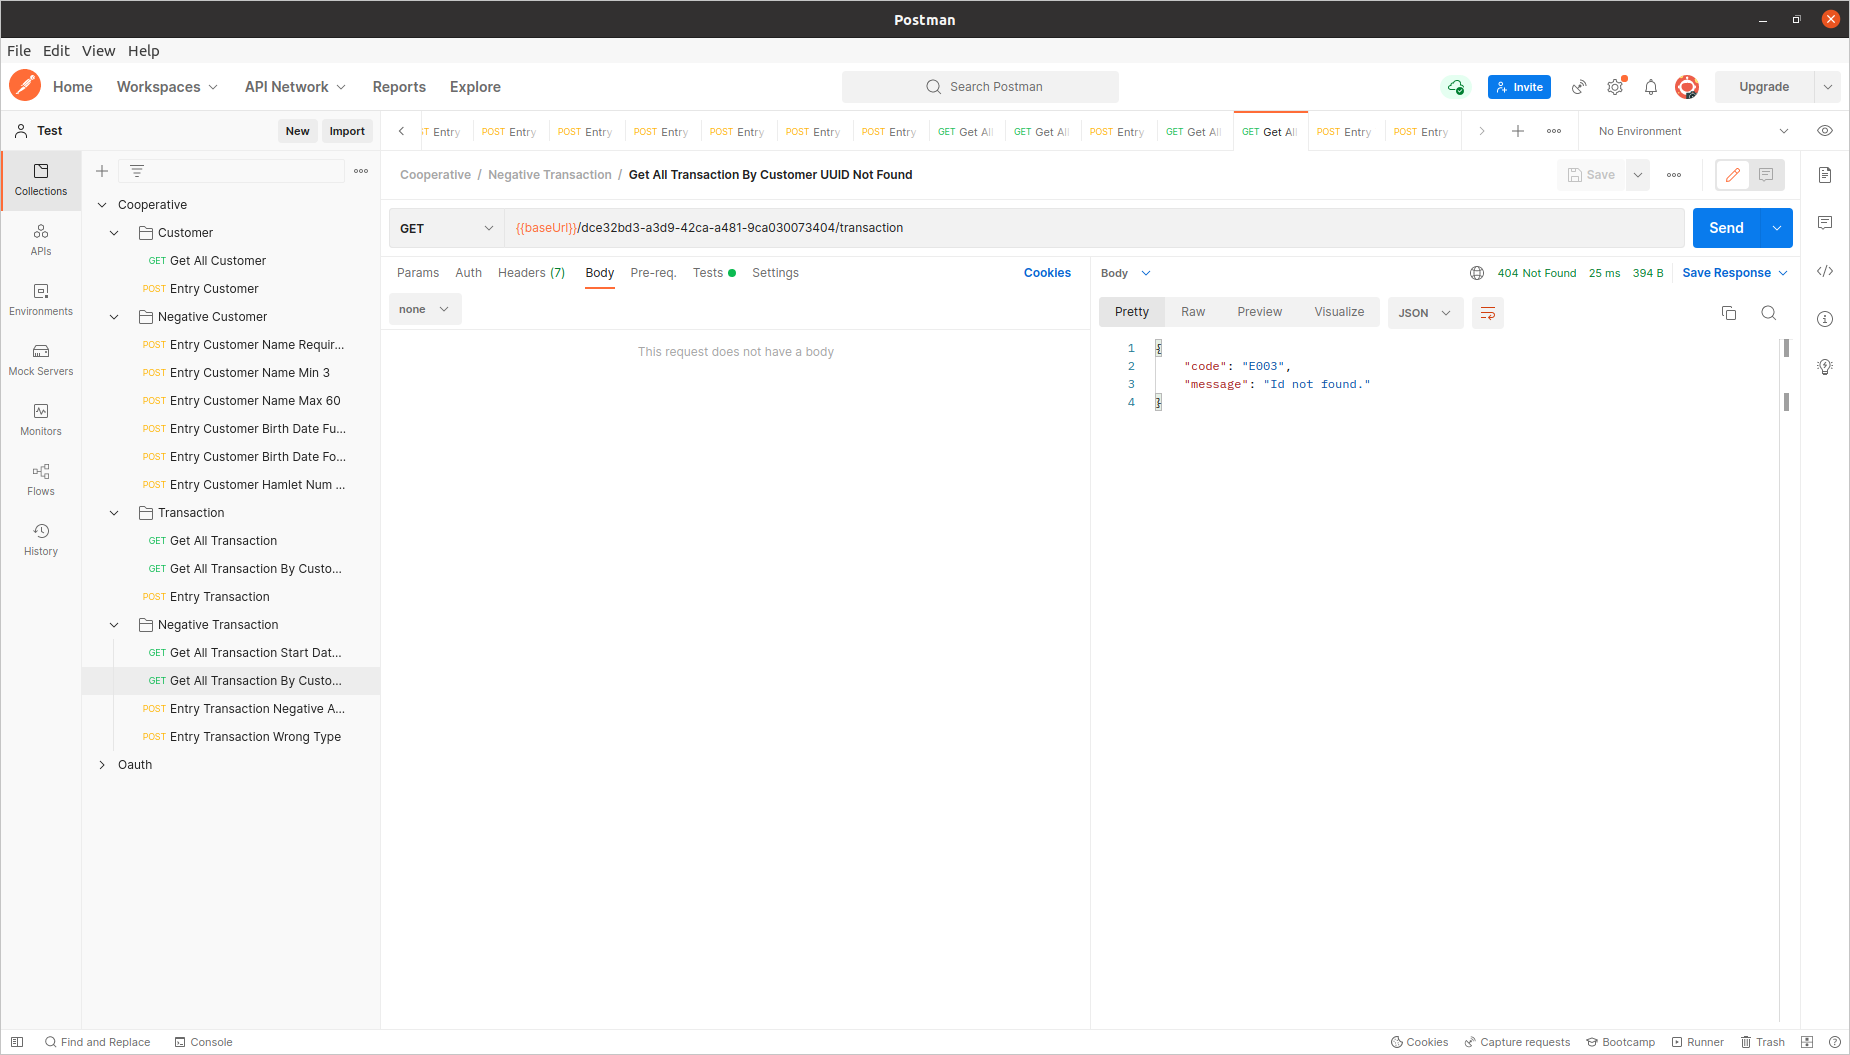 Postman
File Edit View Help
Home Workspaces API Network Reports Explore Search Postman Invite Upgrade
Test New Import
Entry POST Entry POST Entry POST Entry POST Entry POST Entry POST Entry GET Get All GET Get All POST Entry GET Get All GET Get All POST Entry POST Entry No Environment
Cooperative / Negative Transaction / Get All Transaction By Customer UUID Not Found Save
GET {{baseUrl}}/dce32bd3-a3d9-42ca-a481-9ca030073404/transaction Send
Params Auth Headers (7) Body Pre-req. Tests Settings Cookies
none
This request does not have a body
Body 404 Not Found 25 ms 394 B Save Response
Pretty Raw Preview Visualize JSON
1 {
2 "code": "E003",
3 "message": "Id not found."
4 }
Collections
APIs
Environments
Mock Servers
Monitors
Flows
History
Cooperative
Customer
GET Get All Customer
POST Entry Customer
Negative Customer
POST Entry Customer Name Requir...
POST Entry Customer Name Min 3
POST Entry Customer Name Max 60
POST Entry Customer Birth Date Fu...
POST Entry Customer Birth Date Fo...
POST Entry Customer Hamlet Num ...
Transaction
GET Get All Transaction
GET Get All Transaction By Custo...
POST Entry Transaction
Negative Transaction
GET Get All Transaction Start Dat...
GET Get All Transaction By Custo...
POST Entry Transaction Negative A...
POST Entry Transaction Wrong Type
Oauth
Find and Replace Console Cookies Capture requests Bootcamp Runner Trash